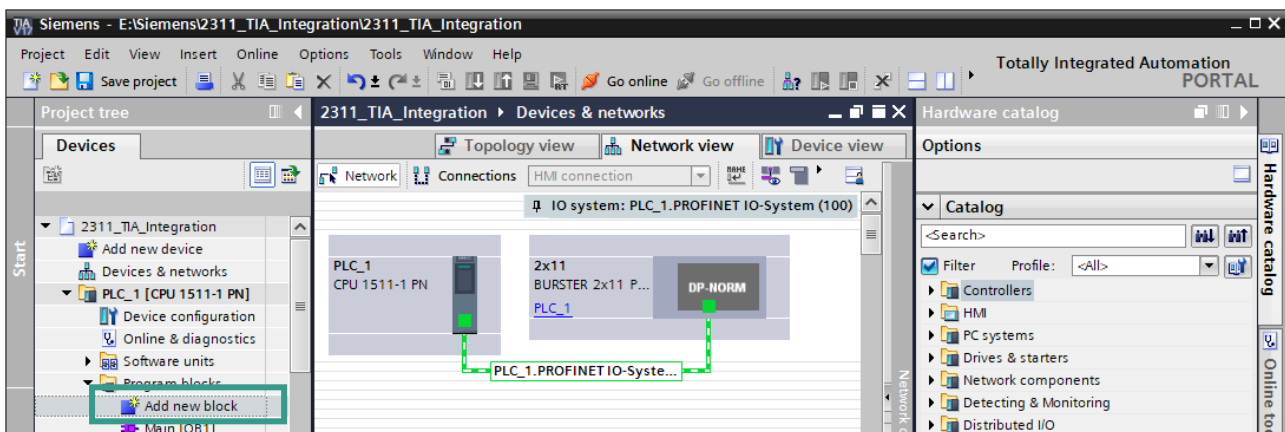 Siemens - E:\Siemens\2311_TIA_Integration\2311_TIA_Integration
Project Edit View Insert Online Options Tools Window Help
Totally Integrated Automation
PORTAL
Save project
Go online
Go offline
Project tree
Devices
Start
2311_TIA_Integration
Add new device
Devices & networks
PLC_1 [CPU 1511-1 PN]
Device configuration
Online & diagnostics
Software units
Program blocks
Add new block
Main [OB1]
2311_TIA_Integration Devices & networks
Topology view
Network view
Device view
Network
Connections
HMI connection
IO system: PLC_1.PROFINET IO-System (100)
PLC_1
CPU 1511-1 PN
2x11
BURSTER 2x11 P...
PLC_1
DP-NORM
PLC_1.PROFINET IO-Syste...
Hardware catalog
Options
Catalog
<Search>
Filter Profile: <All>
Controllers
HMI
PC systems
Drives & starters
Network components
Detecting & Monitoring
Distributed I/O
Hardware catalog
Online too